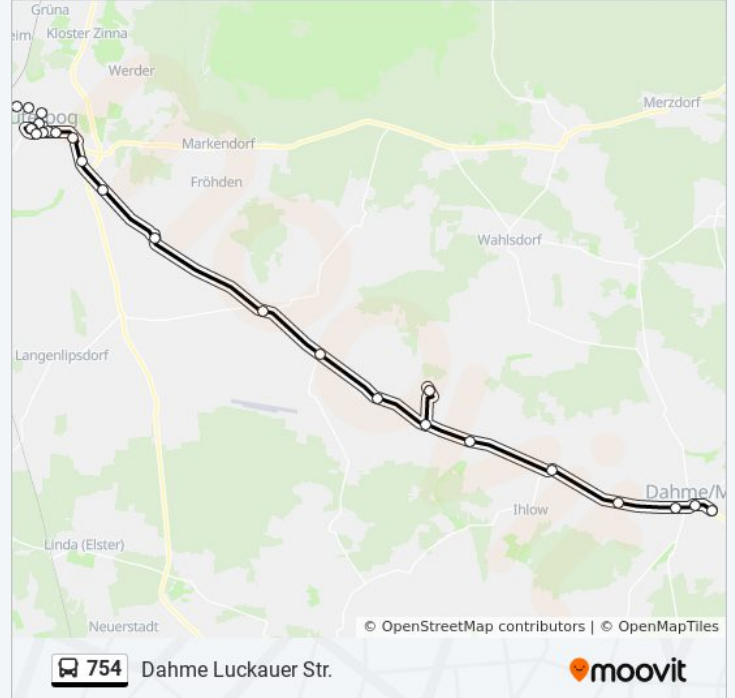 Grüna
Kloster Zinna
Werder
Merzdorf
Markendorf
Fröhden
Wahlsdorf
Langenlipsdorf
Dahme/M
Ihlow
Linda (Elster)
Neuerstadt
© OpenStreetMap contributors | © OpenMapTiles
754 Dahme Luckauer Str.
moovit